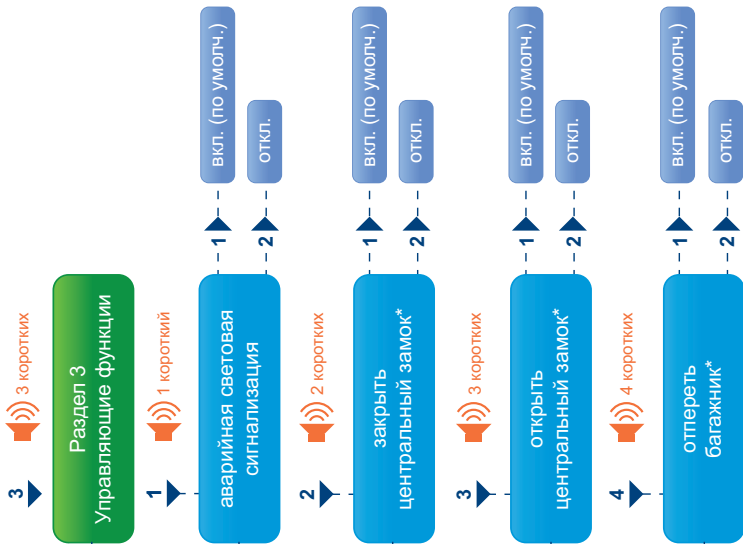 3
3 коротких
Раздел 3
Управляющие функции
1
1 короткий
аварийная световая
сигнализация
1
вкл. (по умолч.)
2
откл.
2
2 коротких
закрыть
центральный замок*
1
вкл. (по умолч.)
2
откл.
3
3 коротких
открыть
центральный замок*
1
вкл. (по умолч.)
2
откл.
4
4 коротких
отпереть
багажник*
1
вкл. (по умолч.)
2
откл.